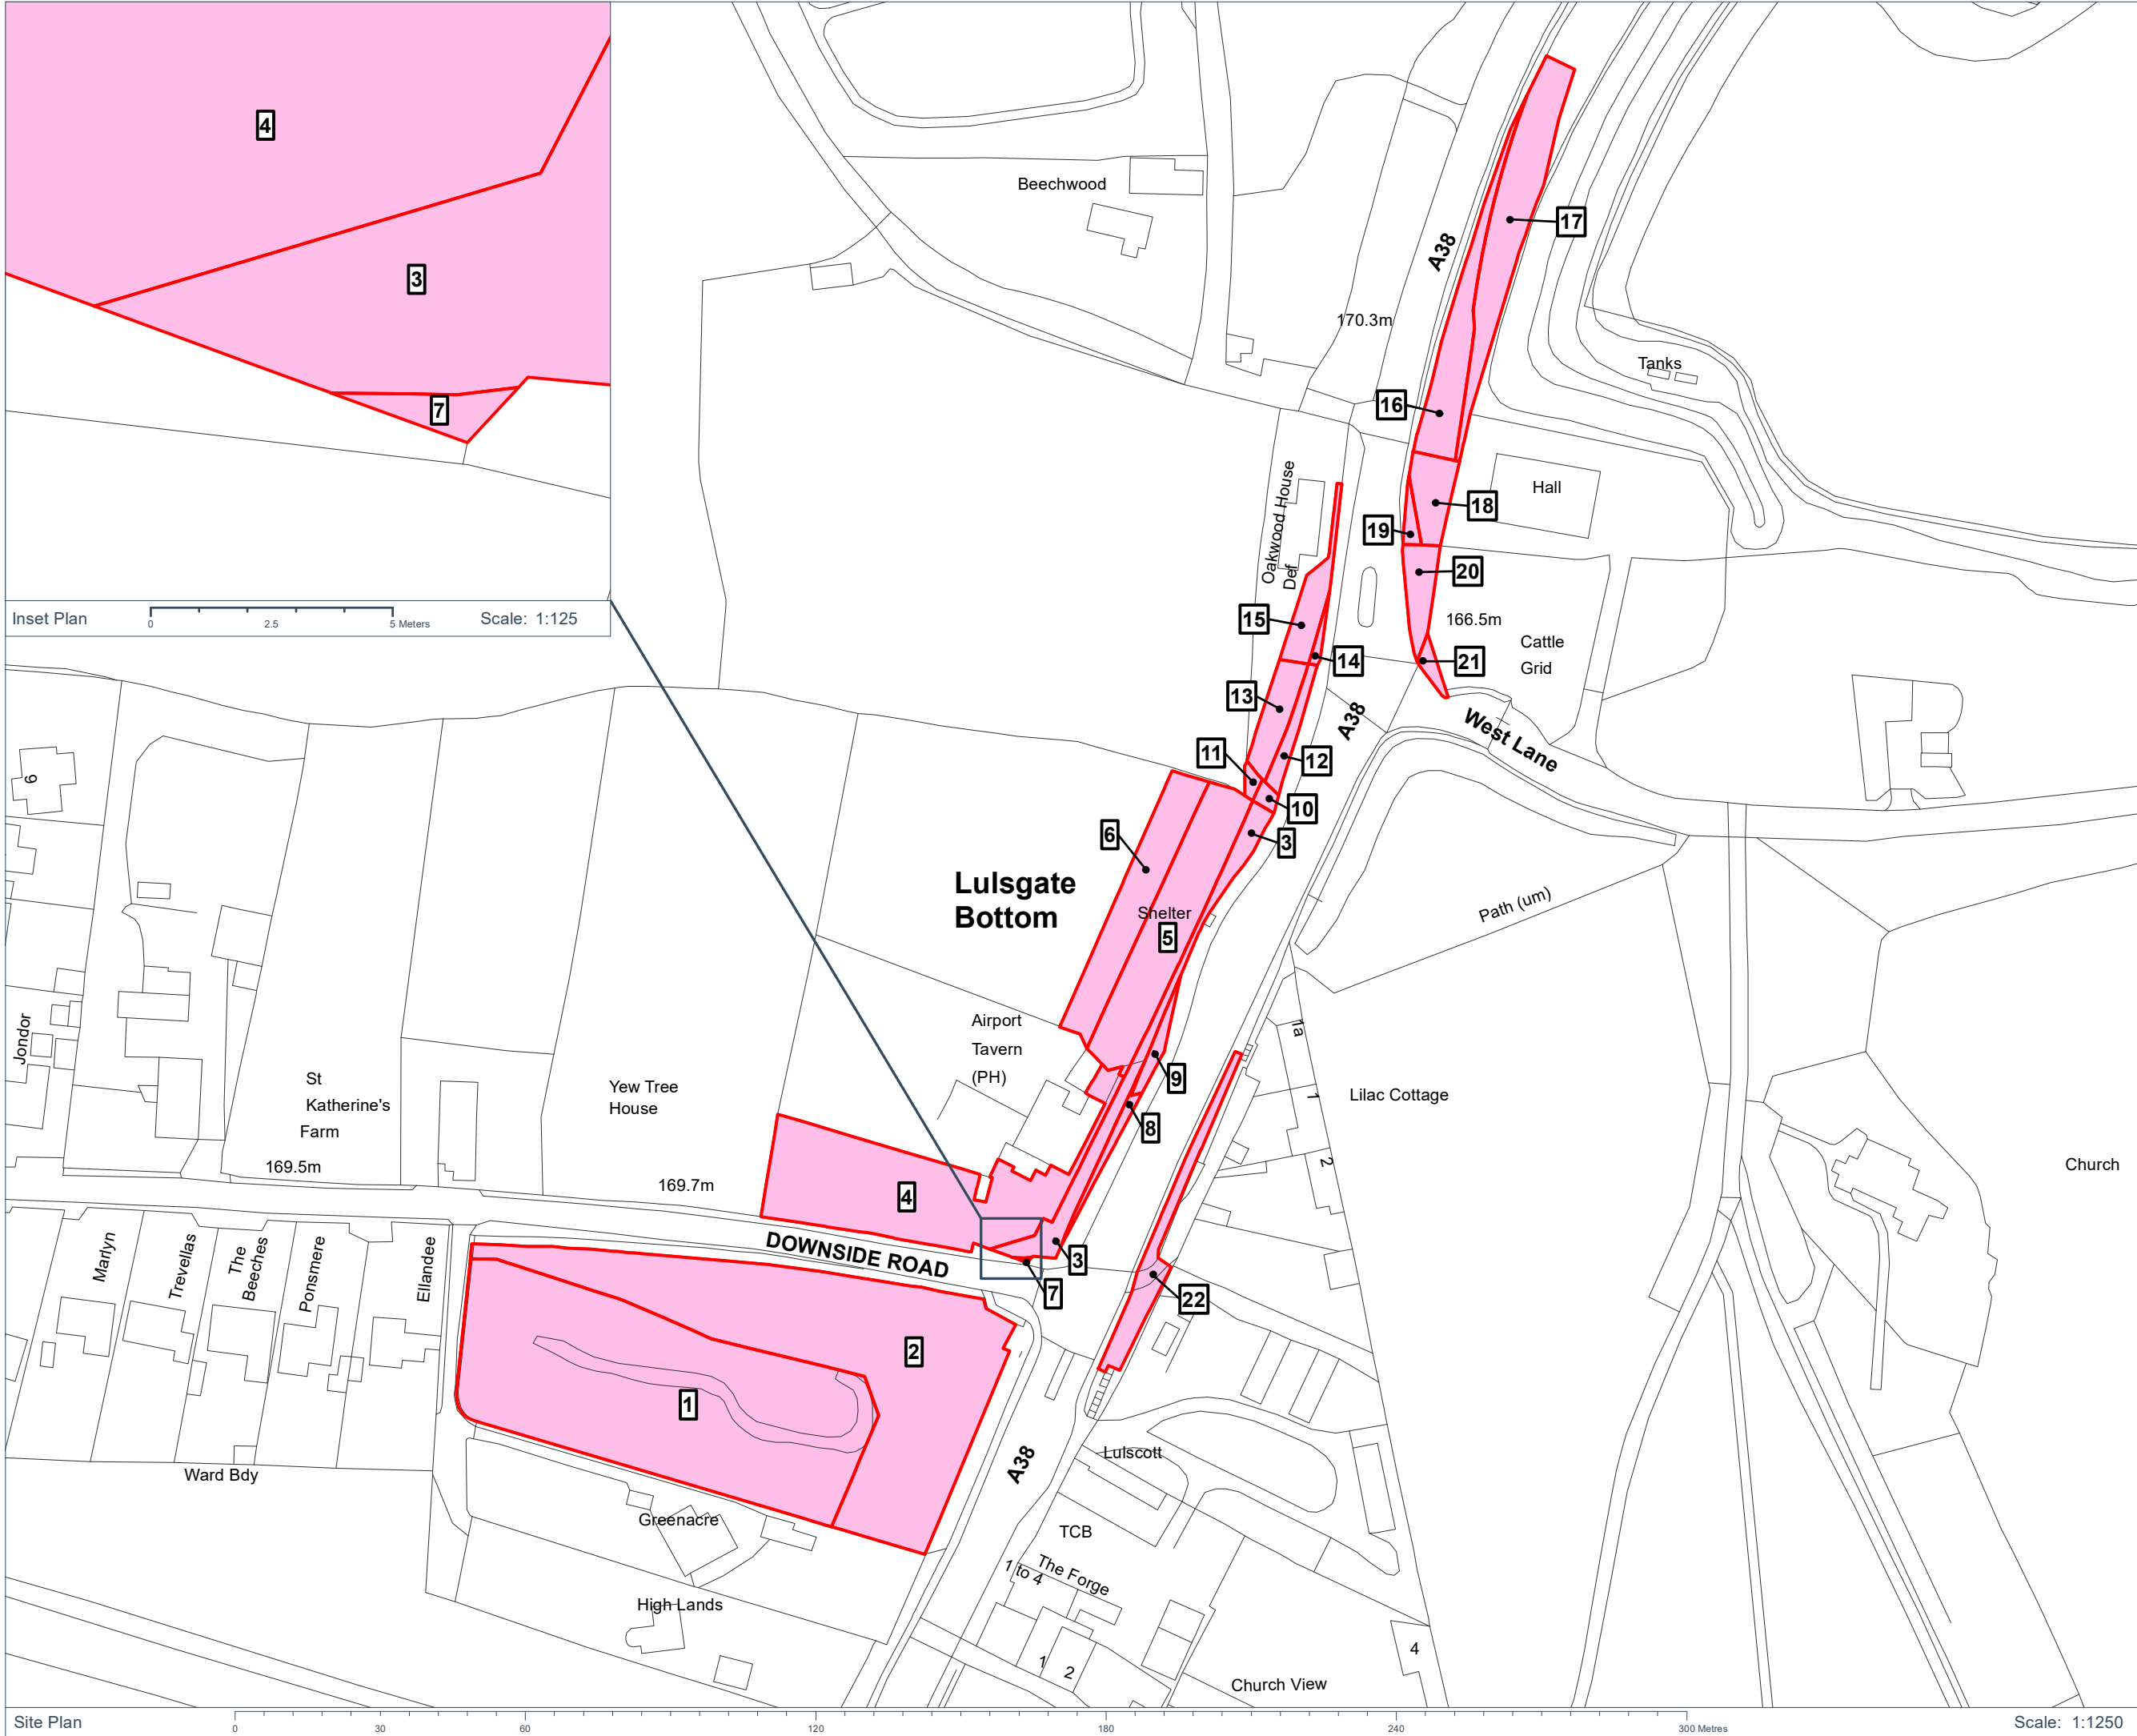 4
3
7
Inset Plan
0 2.5 5 Meters
Scale: 1:125
Beechwood
A38
17
170.3m
Tanks
16
Oakwood House
Def
Hall
18
19
20
15
166.5m
Cattle
Grid
14
21
13
A38
West Lane
11
12
10
3
6
Lulsgate
Bottom
Shelter
5
Path (um)
9
Jondor
Airport
Tavern
(PH)
1a
9
8
St
Katherine's
Farm
Yew Tree
House
1
Lilac Cottage
2
Church
169.5m
169.7m
4
DOWNSIDE ROAD
3
7
22
Marlyn
Trevellas
The
Beeches
Ponsmere
Ellandee
2
1
A38
Lulscott
Ward Bdy
Greenacre
TCB
The Forge
1 to 4
High Lands
1
2
4
Church View
Site Plan
0 30 60 120 180 240 300 Metres
Scale: 1:1250